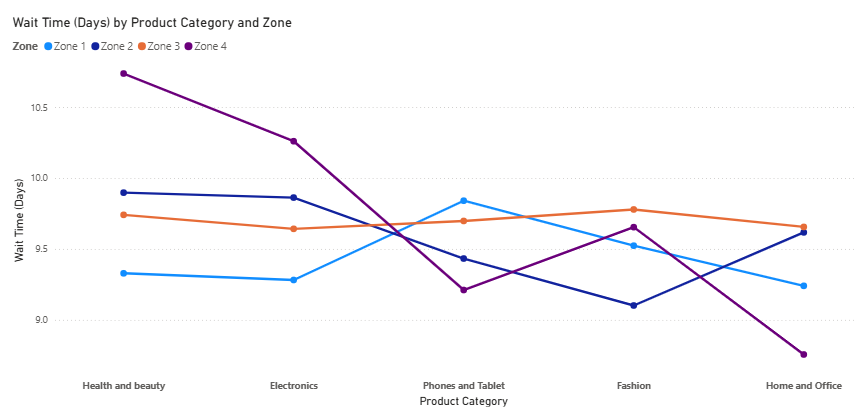 Wait Time (Days) by Product Category and Zone
Zone Zone 1 Zone 2 Zone 3 Zone 4
10.5
10.0
9.5
9.0
Wait Time (Days)
Health and beauty Electronics Phones and Tablet Fashion Home and Office
Product Category